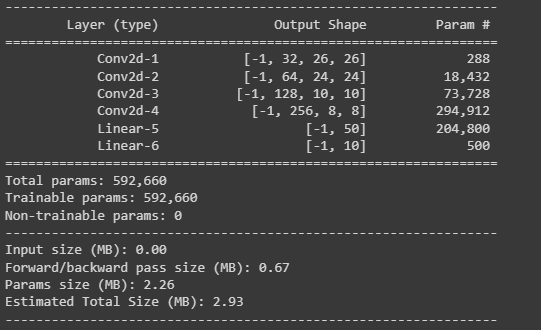 ----------------------------------------------------------------
        Layer (type)               Output Shape         Param #
================================================================
            Conv2d-1           [-1, 32, 26, 26]             288
            Conv2d-2           [-1, 64, 24, 24]          18,432
            Conv2d-3          [-1, 128, 10, 10]          73,728
            Conv2d-4            [-1, 256, 8, 8]         294,912
            Linear-5                   [-1, 50]         204,800
            Linear-6                   [-1, 10]             500
================================================================
Total params: 592,660
Trainable params: 592,660
Non-trainable params: 0
----------------------------------------------------------------
Input size (MB): 0.00
Forward/backward pass size (MB): 0.67
Params size (MB): 2.26
Estimated Total Size (MB): 2.93
----------------------------------------------------------------